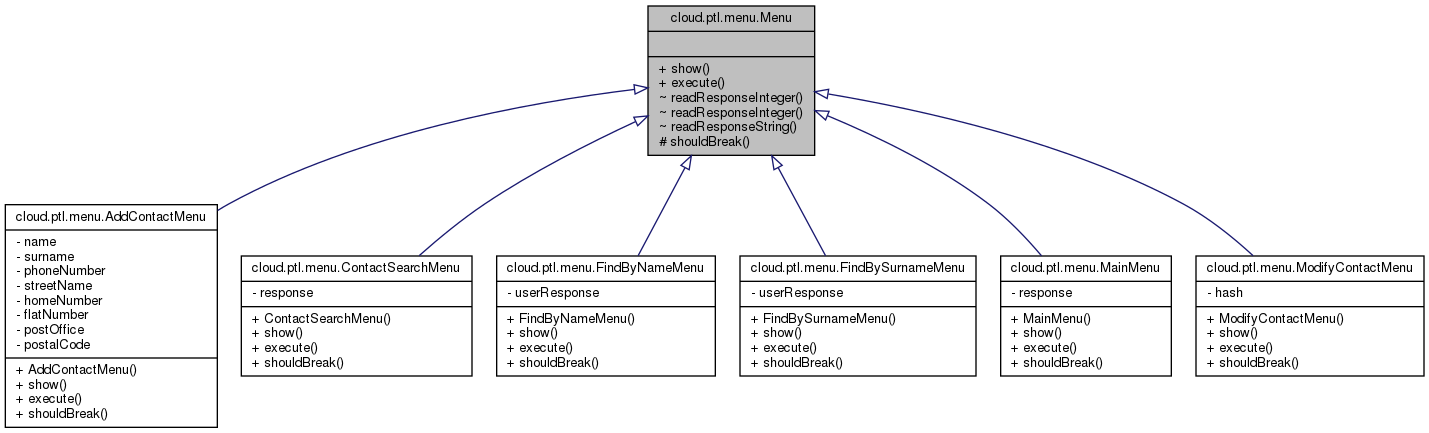 cloud.ptl.menu.Menu
+ show()
+ execute()
~ readResponseInteger()
~ readResponseInteger()
~ readResponseString()
# shouldBreak()
cloud.ptl.menu.AddContactMenu
- name
- surname
- phoneNumber
- streetName
- homeNumber
- flatNumber
- postOffice
- postalCode
+ AddContactMenu()
+ show()
+ execute()
+ shouldBreak()
cloud.ptl.menu.ContactSearchMenu
- response
+ ContactSearchMenu()
+ show()
+ execute()
+ shouldBreak()
cloud.ptl.menu.FindByNameMenu
- userResponse
+ FindByNameMenu()
+ show()
+ execute()
+ shouldBreak()
cloud.ptl.menu.FindBySurnameMenu
- userResponse
+ FindBySurnameMenu()
+ show()
+ execute()
+ shouldBreak()
cloud.ptl.menu.MainMenu
- response
+ MainMenu()
+ show()
+ execute()
+ shouldBreak()
cloud.ptl.menu.ModifyContactMenu
- hash
+ ModifyContactMenu()
+ show()
+ execute()
+ shouldBreak()